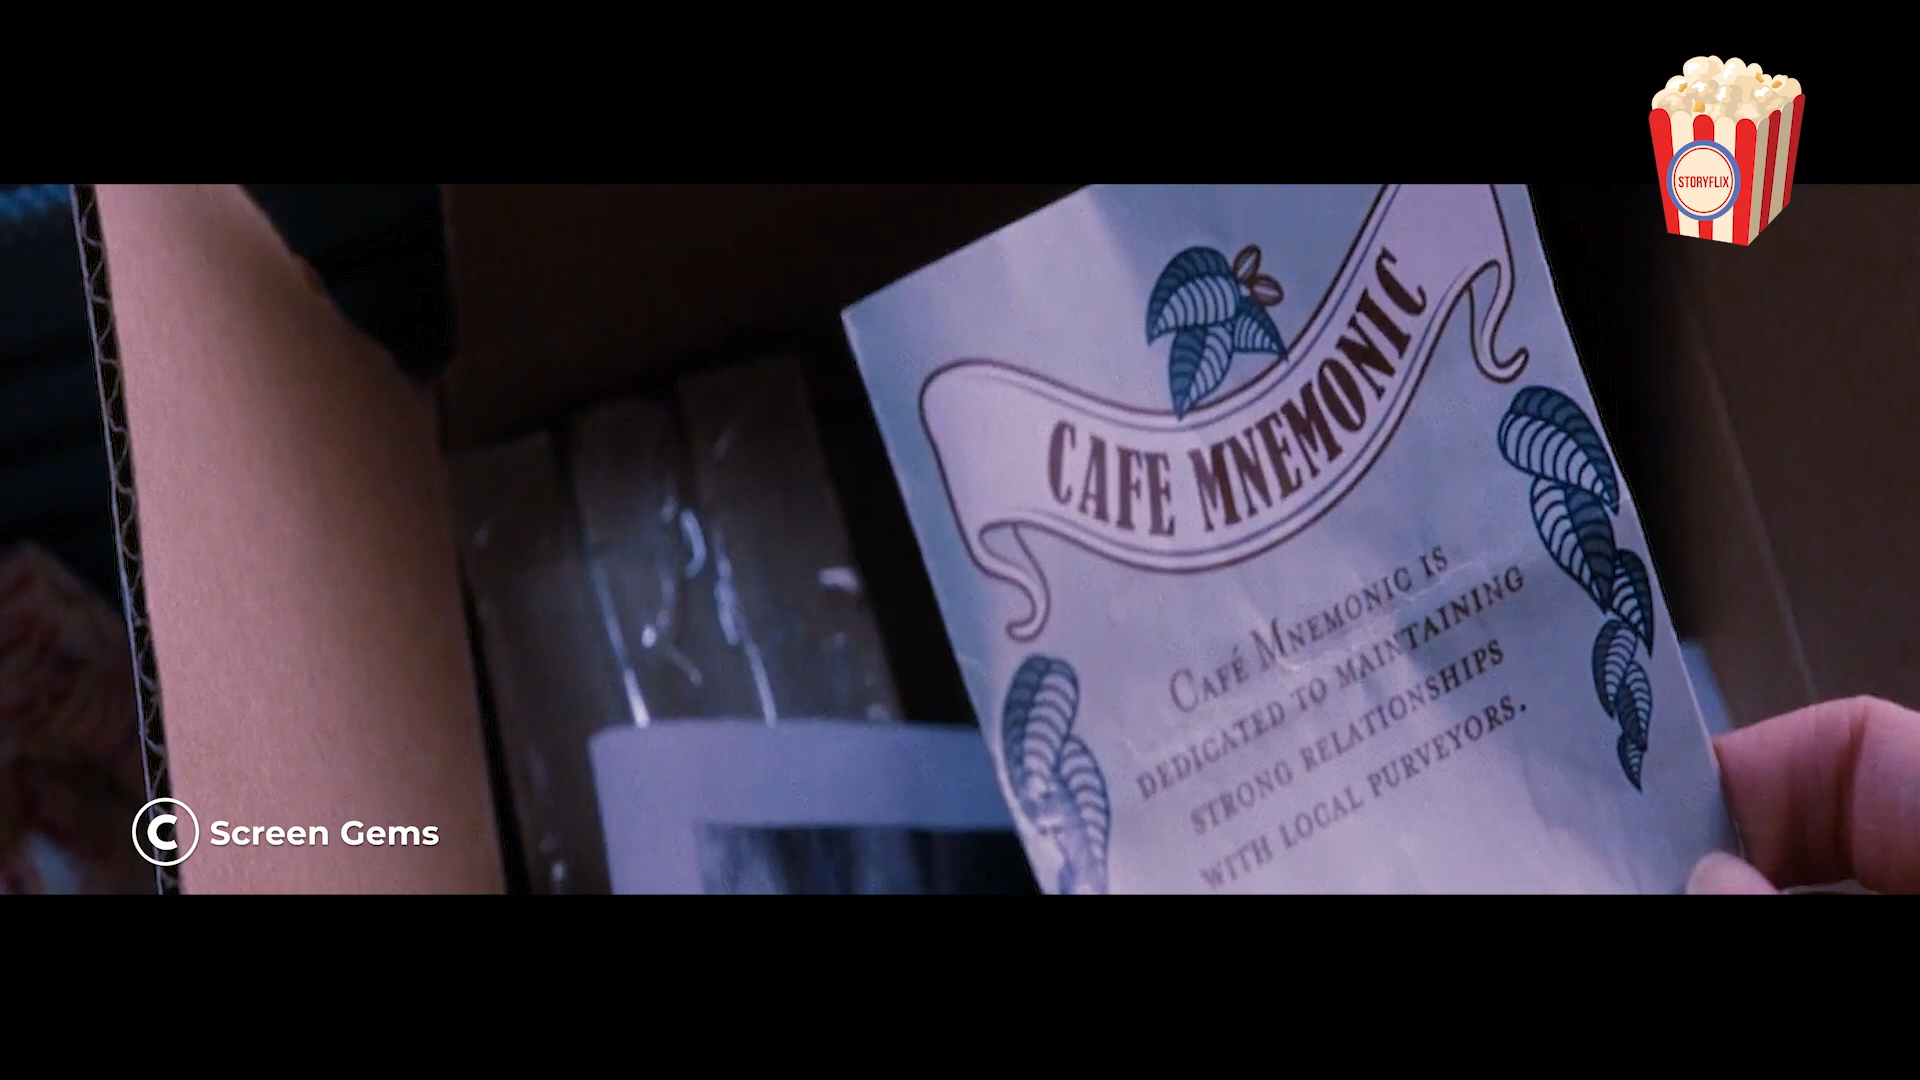 STORYFLIX
CAFE MNEMONIC
CAFÉ MNEMONIC IS
DEDICATED TO MAINTAINING
STRONG RELATIONSHIPS
WITH LOCAL PURVEYORS.
C Screen Gems